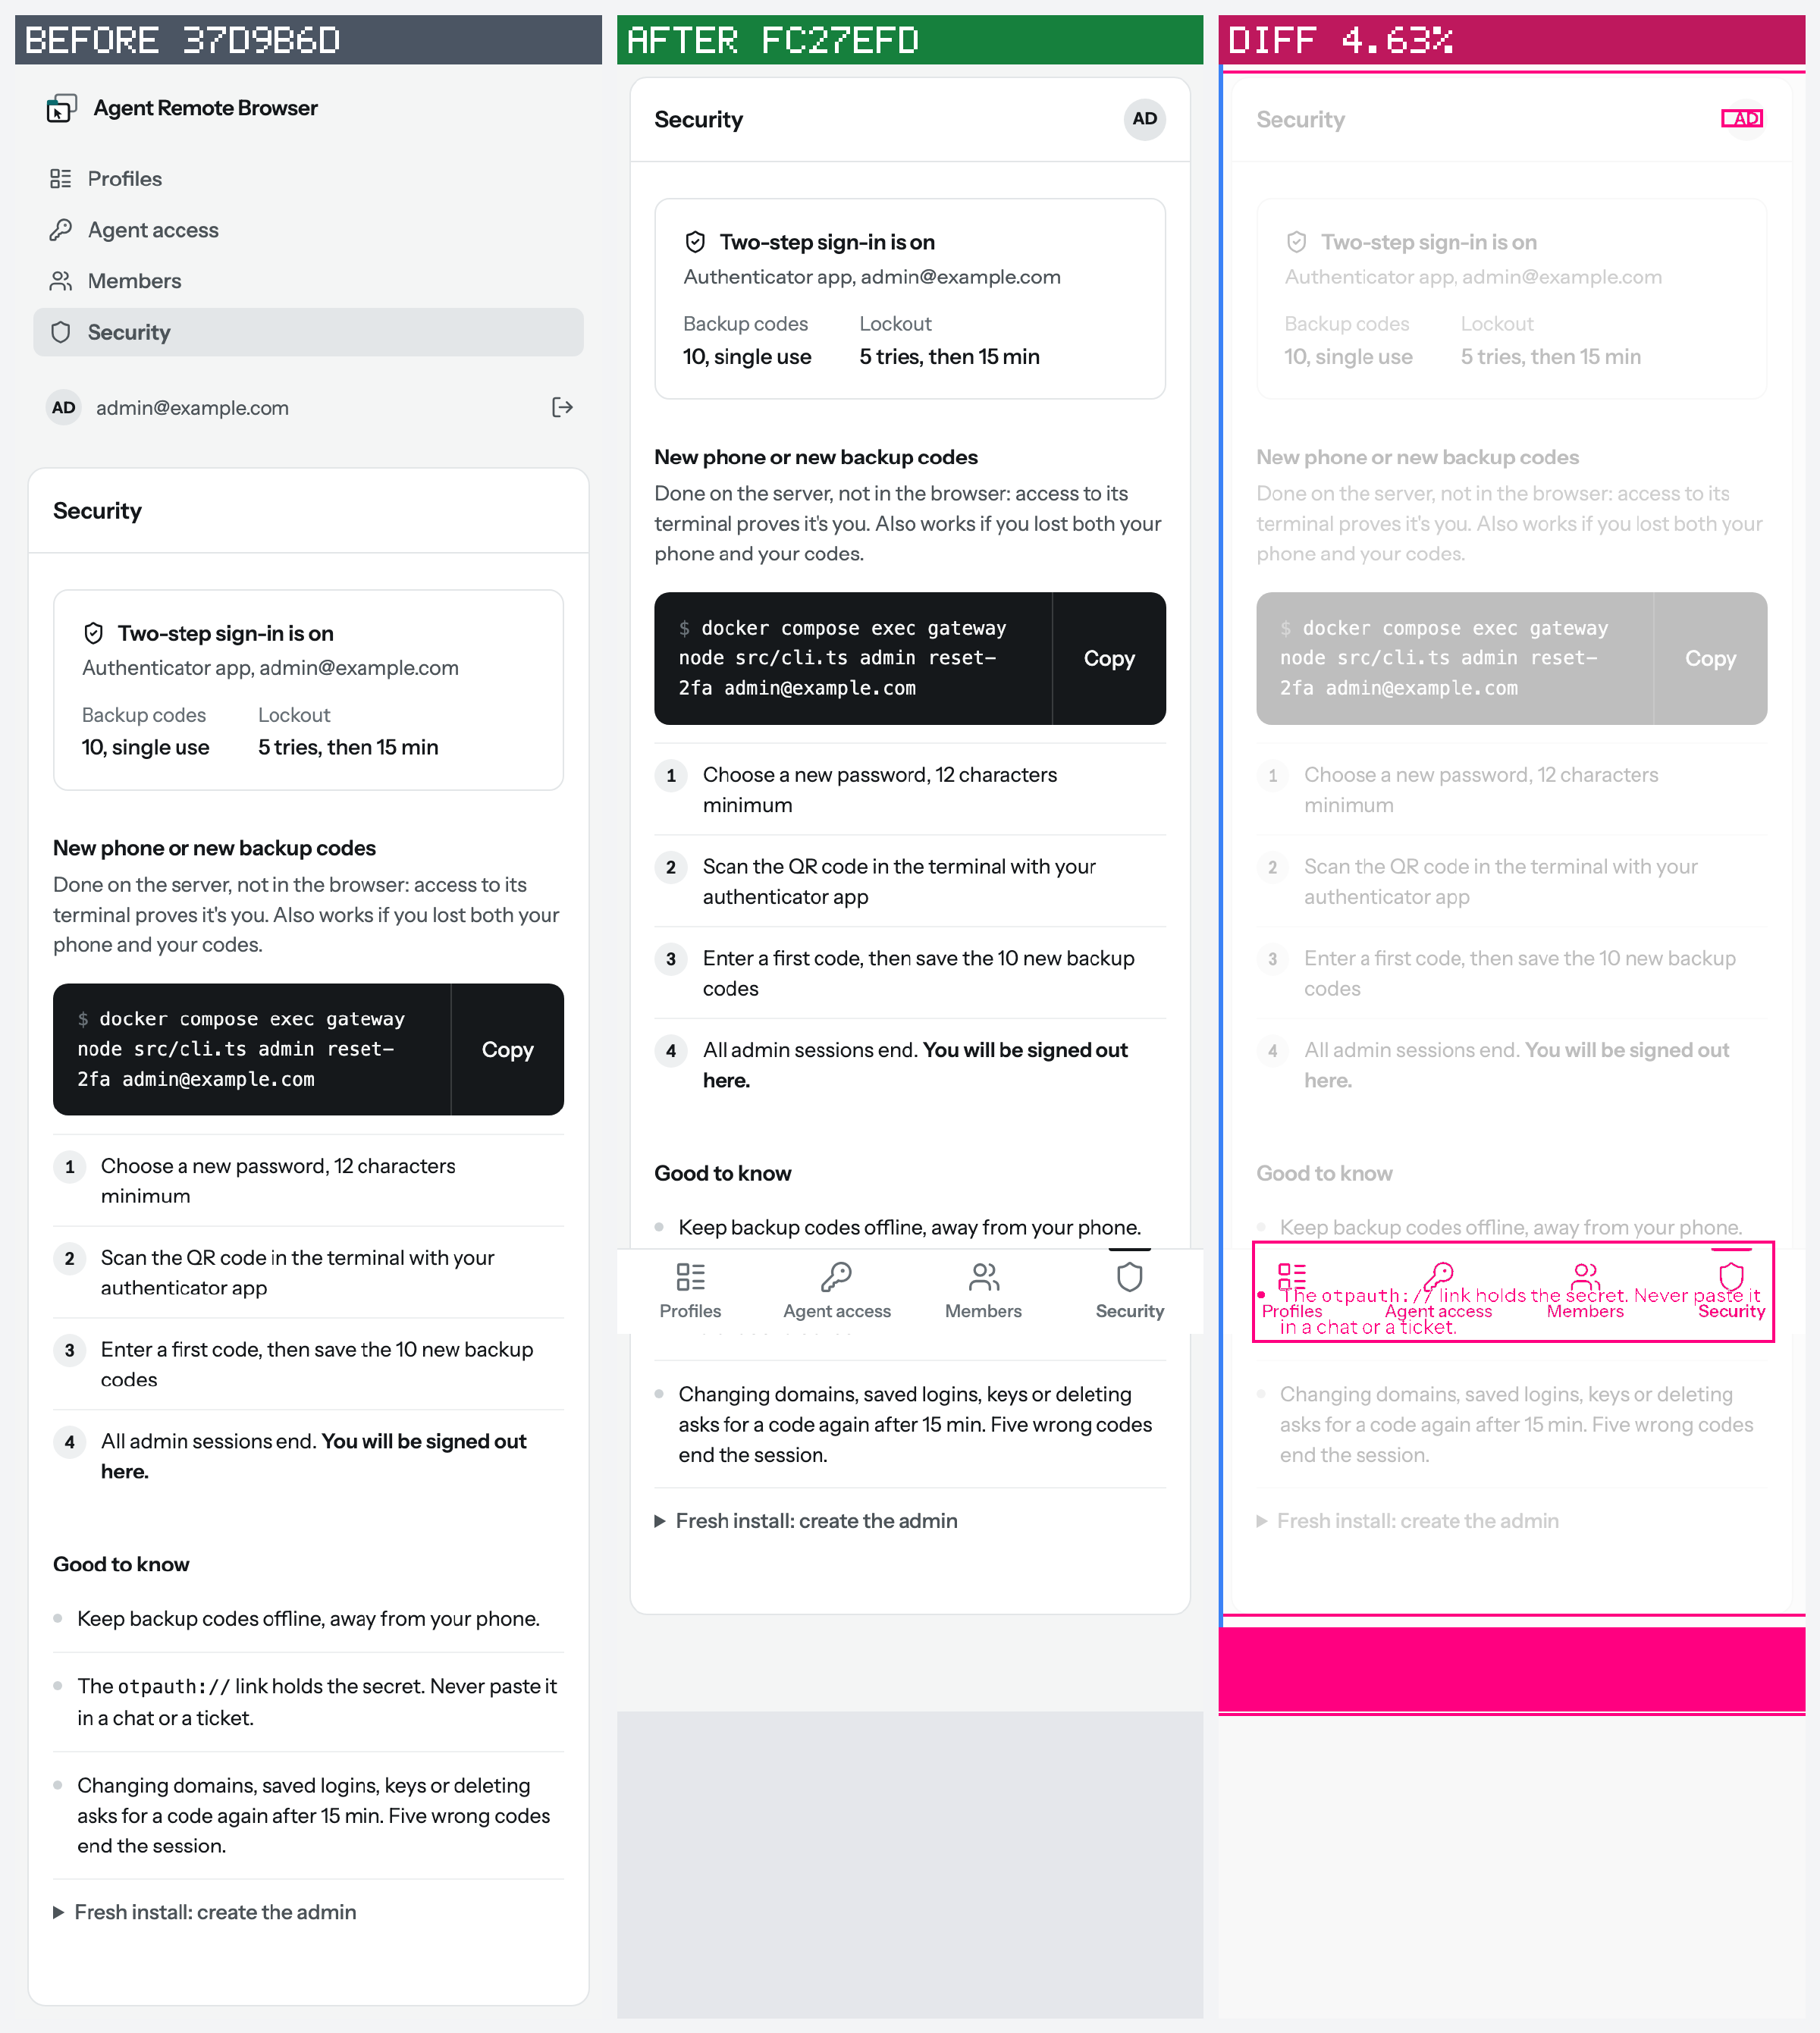 BEFORE 37D9B6D
Agent Remote Browser
Profiles
Agent access
Members
Security
AD admin@example.com
Security
Two-step sign-in is on
Authenticator app, admin@example.com
Backup codes Lockout
10, single use 5 tries, then 15 min
New phone or new backup codes
Done on the server, not in the browser: access to its
terminal proves it's you. Also works if you lost both your
phone and your codes.
$ docker compose exec gateway
node src/cli.ts admin reset-
2fa admin@example.com
Copy
1 Choose a new password, 12 characters
minimum
2 Scan the QR code in the terminal with your
authenticator app
3 Enter a first code, then save the 10 new backup
codes
4 All admin sessions end. You will be signed out
here.
Good to know
Keep backup codes offline, away from your phone.
The otpauth:// link holds the secret. Never paste it
in a chat or a ticket.
Changing domains, saved logins, keys or deleting
asks for a code again after 15 min. Five wrong codes
end the session.
Fresh install: create the admin
AFTER FC27EFD
Security AD
Two-step sign-in is on
Authenticator app, admin@example.com
Backup codes Lockout
10, single use 5 tries, then 15 min
New phone or new backup codes
Done on the server, not in the browser: access to its
terminal proves it's you. Also works if you lost both your
phone and your codes.
$ docker compose exec gateway
node src/cli.ts admin reset-
2fa admin@example.com
Copy
1 Choose a new password, 12 characters
minimum
2 Scan the QR code in the terminal with your
authenticator app
3 Enter a first code, then save the 10 new backup
codes
4 All admin sessions end. You will be signed out
here.
Good to know
Keep backup codes offline, away from your phone.
Profiles Agent access Members Security
Changing domains, saved logins, keys or deleting
asks for a code again after 15 min. Five wrong codes
end the session.
Fresh install: create the admin
DIFF 4.63%
Security AD
Two-step sign-in is on
Authenticator app, admin@example.com
Backup codes Lockout
10, single use 5 tries, then 15 min
New phone or new backup codes
Done on the server, not in the browser: access to its
terminal proves it's you. Also works if you lost both your
phone and your codes.
$ docker compose exec gateway
node src/cli.ts admin reset-
2fa admin@example.com
Copy
1 Choose a new password, 12 characters
minimum
2 Scan the QR code in the terminal with your
authenticator app
3 Enter a first code, then save the 10 new backup
codes
4 All admin sessions end. You will be signed out
here.
Good to know
Keep backup codes offline, away from your phone.
The otpauth:// link holds the secret. Never paste it
Profiles Agent access Members Security
in a chat or a ticket.
Changing domains, saved logins, keys or deleting
asks for a code again after 15 min. Five wrong codes
end the session.
Fresh install: create the admin